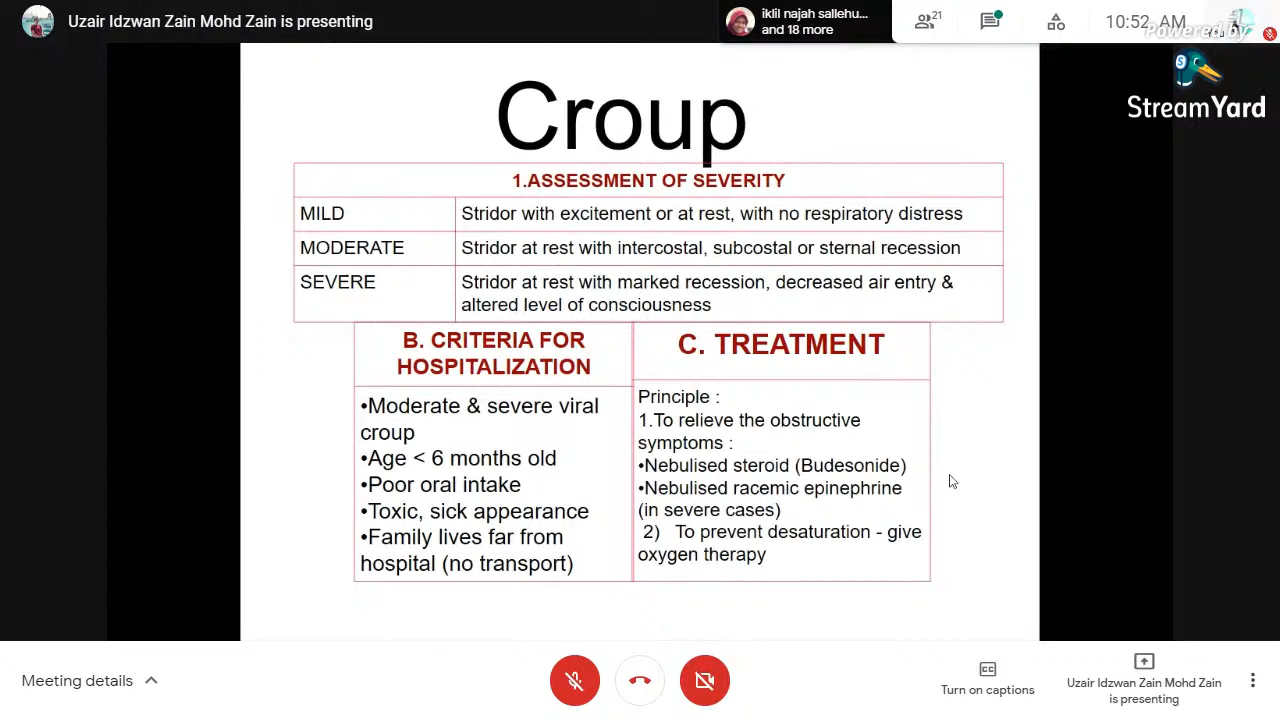 Uzair Idzwan Zain Mohd Zain is presenting
iklil najah sallehu...
and 18 more
21
10:52 AM
Powered by
StreamYard
Croup
1.ASSESSMENT OF SEVERITY
MILD
Stridor with excitement or at rest, with no respiratory distress
MODERATE
Stridor at rest with intercostal, subcostal or sternal recession
SEVERE
Stridor at rest with marked recession, decreased air entry &
altered level of consciousness
B. CRITERIA FOR
HOSPITALIZATION
•Moderate & severe viral
croup
•Age < 6 months old
•Poor oral intake
•Toxic, sick appearance
•Family lives far from
hospital (no transport)
C. TREATMENT
Principle :
1.To relieve the obstructive
symptoms :
•Nebulised steroid (Budesonide)
•Nebulised racemic epinephrine
(in severe cases)
2) To prevent desaturation - give
oxygen therapy
Meeting details
Turn on captions
Uzair Idzwan Zain Mohd Zain
is presenting